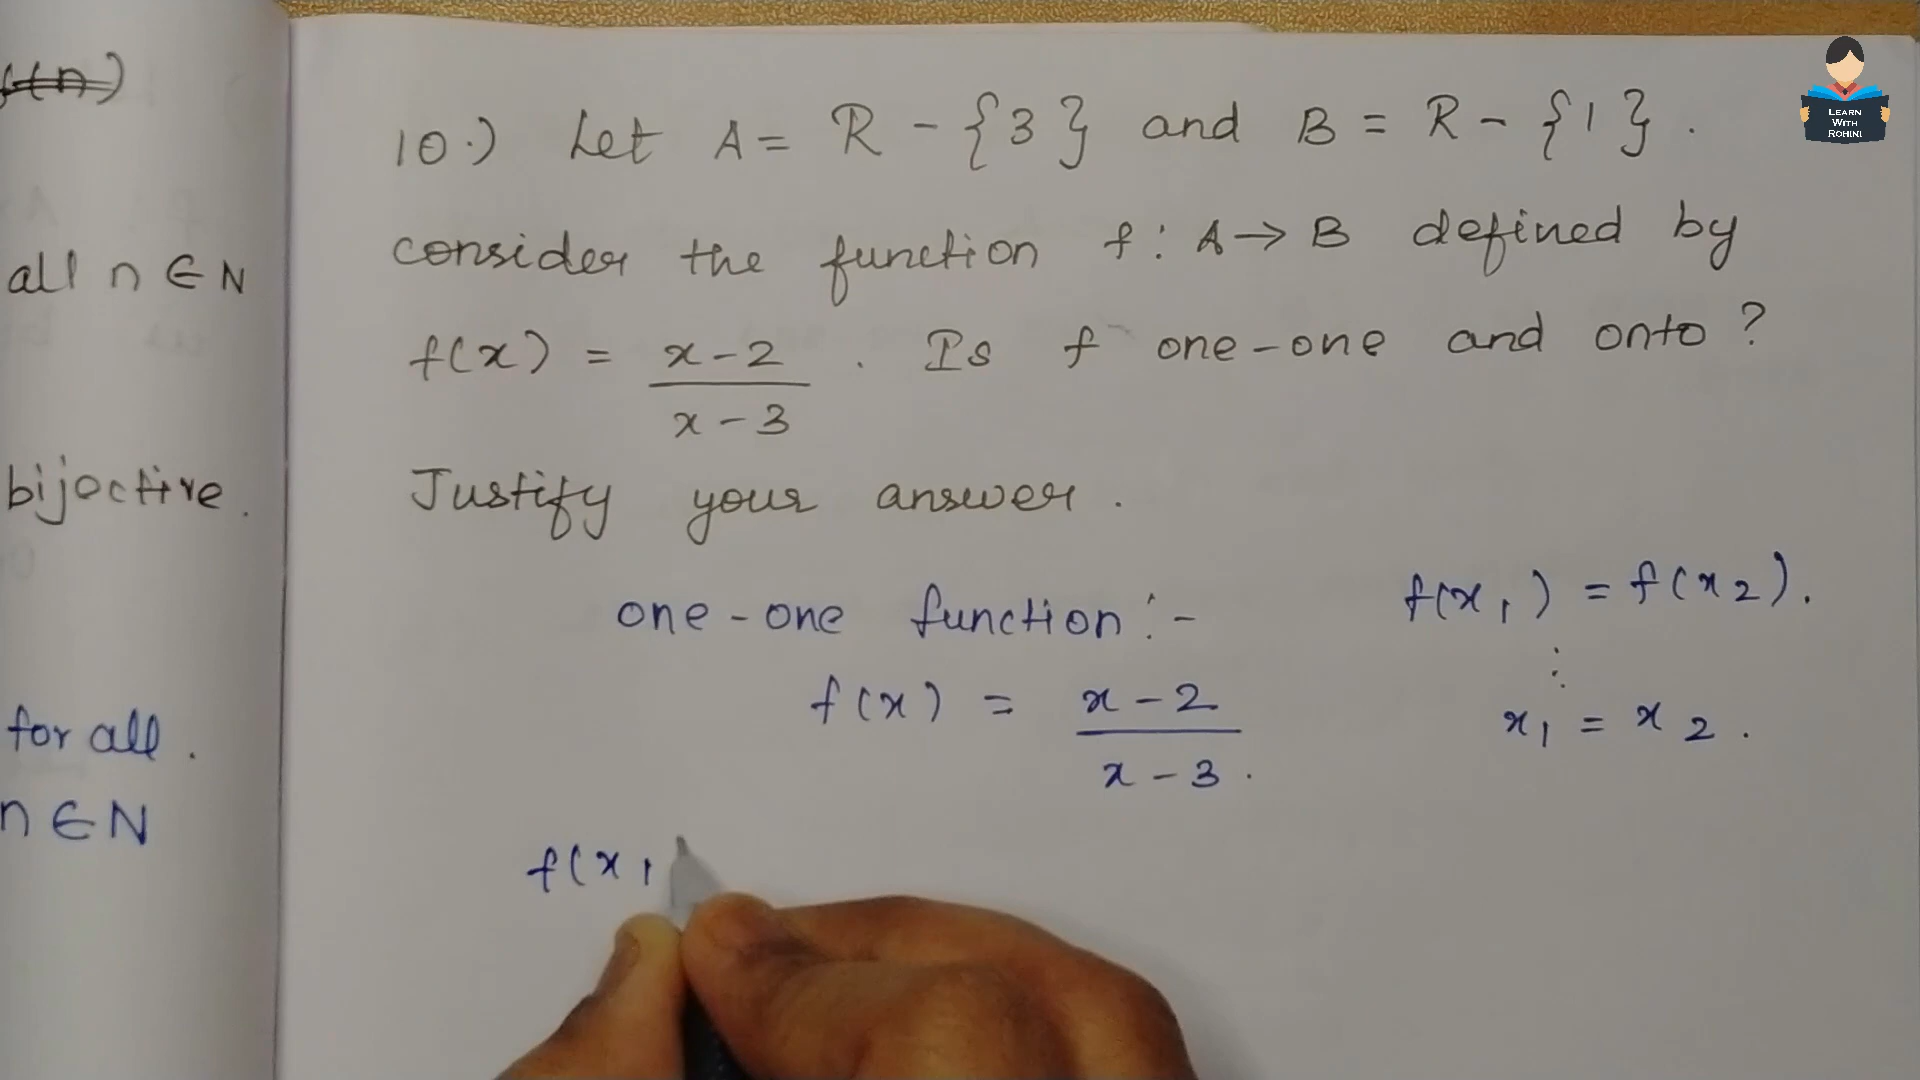 f(n)
all n ∈ N
bijective.
for all.
n ∈ N
10.) Let A = R - {3} and B = R - {1}.
consider the function f: A → B defined by
f(x) = x-2
x-3
. Is f one-one and onto?
Justify your answer.
one-one function :-
f(x) = x-2
x-3.
f(x1) = f(x2).
⋮
x1 = x2.
f(x1
LEARN
WITH
ROHINI